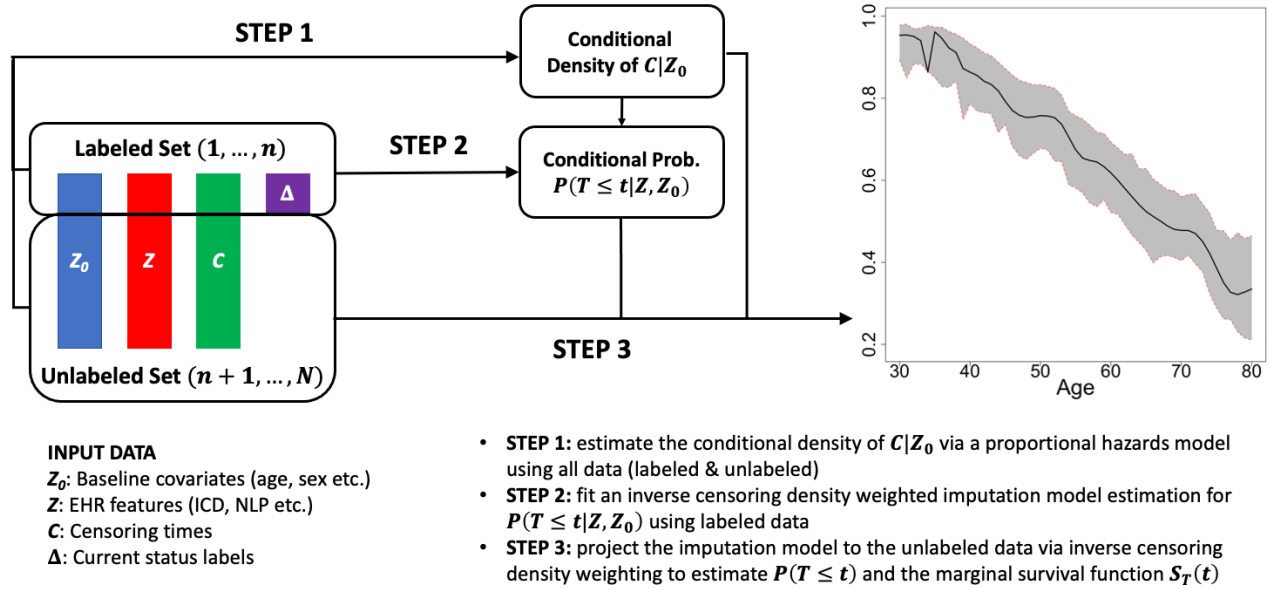 STEP 1
Conditional
Density of C|Z₀
Labeled Set (1, …, n)
Δ
STEP 2
Conditional Prob.
P(T ≤ t|Z, Z₀)
Z₀
Z
C
STEP 3
Unlabeled Set (n + 1, …, N)
1.0
0.8
0.6
0.4
0.2
30 40 50 60 70 80
Age
INPUT DATA
Z₀: Baseline covariates (age, sex etc.)
Z: EHR features (ICD, NLP etc.)
C: Censoring times
Δ: Current status labels
• STEP 1: estimate the conditional density of C|Z₀ via a proportional hazards model
using all data (labeled & unlabeled)
• STEP 2: fit an inverse censoring density weighted imputation model estimation for
P(T ≤ t|Z, Z₀) using labeled data
• STEP 3: project the imputation model to the unlabeled data via inverse censoring
density weighting to estimate P(T ≤ t) and the marginal survival function S_T(t)